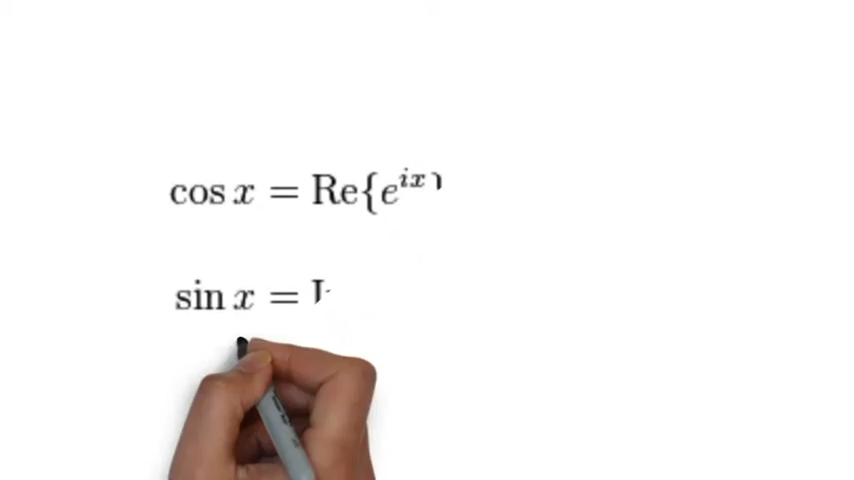 cos x = Re{e^{ix}
sin x =